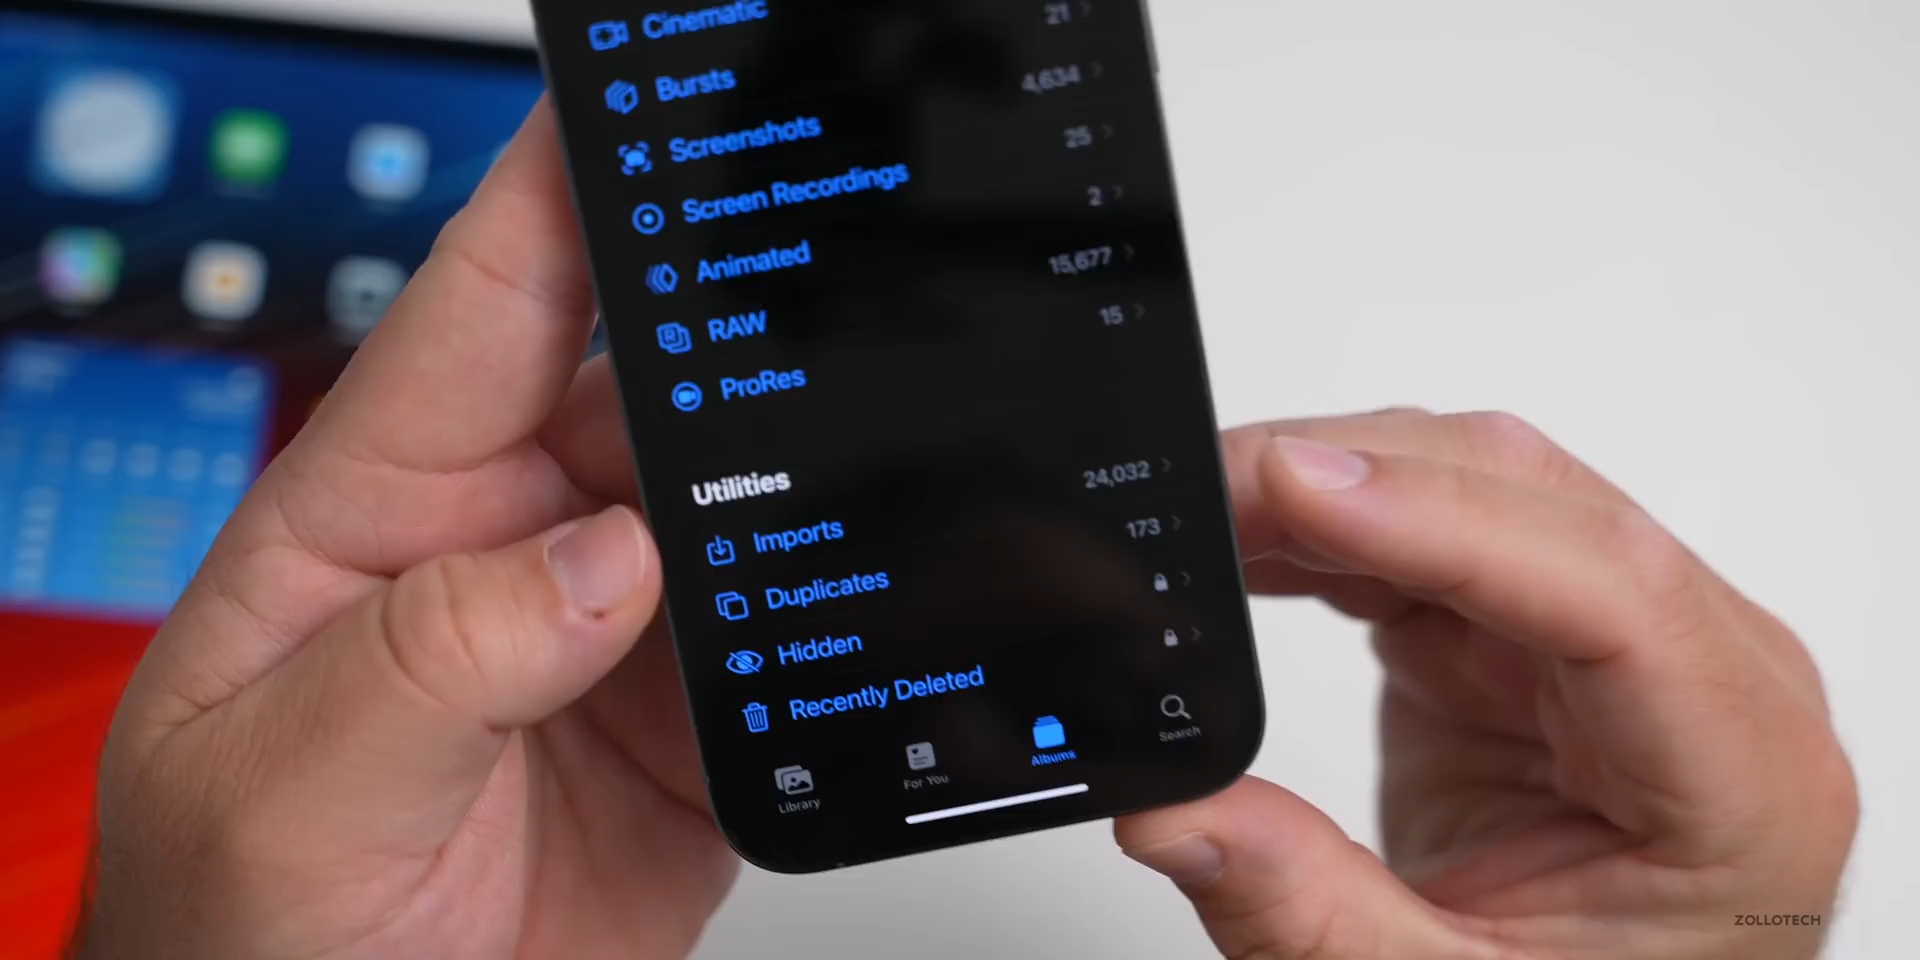 Cinematic
21
Bursts
4,634
Screenshots
25
Screen Recordings
2
Animated
15,677
RAW
15
ProRes
Utilities
24,032
Imports
173
Duplicates
Hidden
Recently Deleted
Library
For You
Albums
Search
ZOLLOTECH